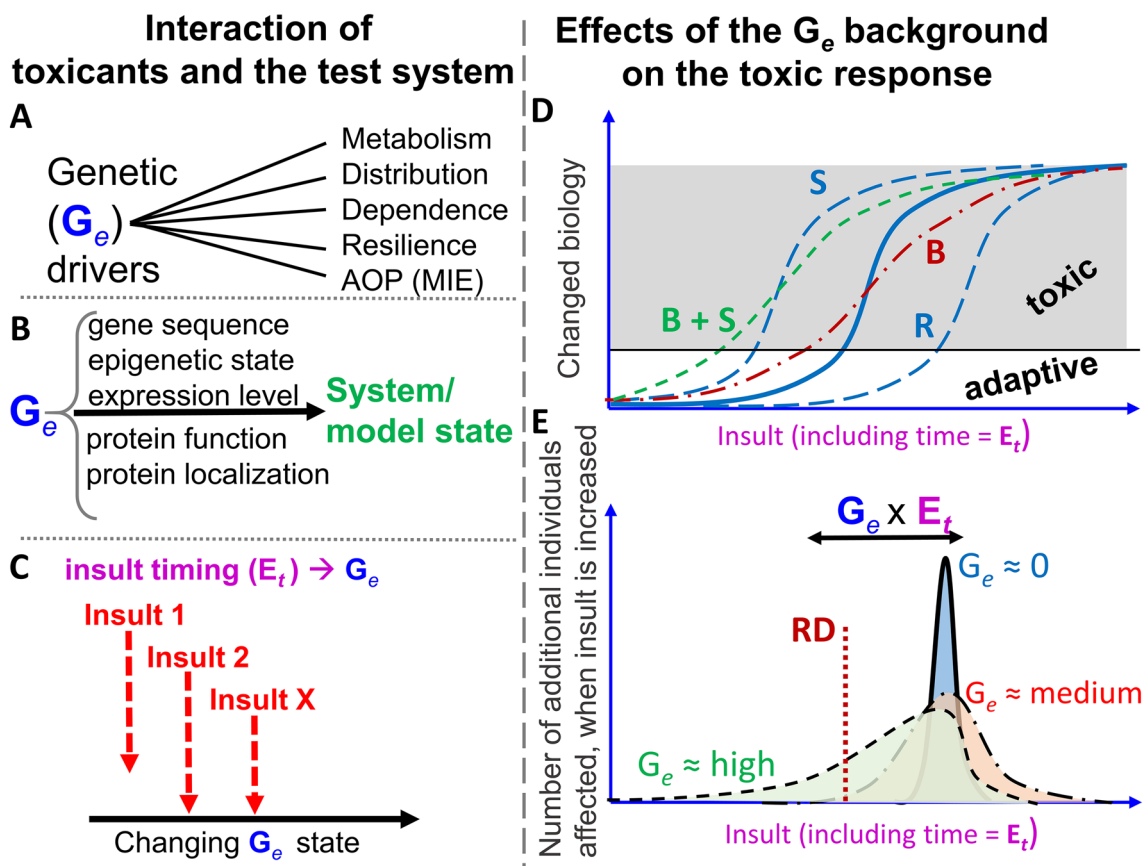 Interaction of
toxicants and the test system
A
Genetic
(Ge)
drivers
Metabolism
Distribution
Dependence
Resilience
AOP (MIE)
B
Ge
gene sequence
epigenetic state
expression level
protein function
protein localization
System/
model state
C
insult timing (Et) → Ge
Insult 1
Insult 2
Insult X
Changing Ge state
Effects of the Ge background
on the toxic response
D
Changed biology
S
B
B + S
R
toxic
adaptive
Insult (including time = Et)
E
Number of additional individuals
affected, when insult is increased
Ge x Et
Ge ≈ 0
RD
Ge ≈ medium
Ge ≈ high
Insult (including time = Et)